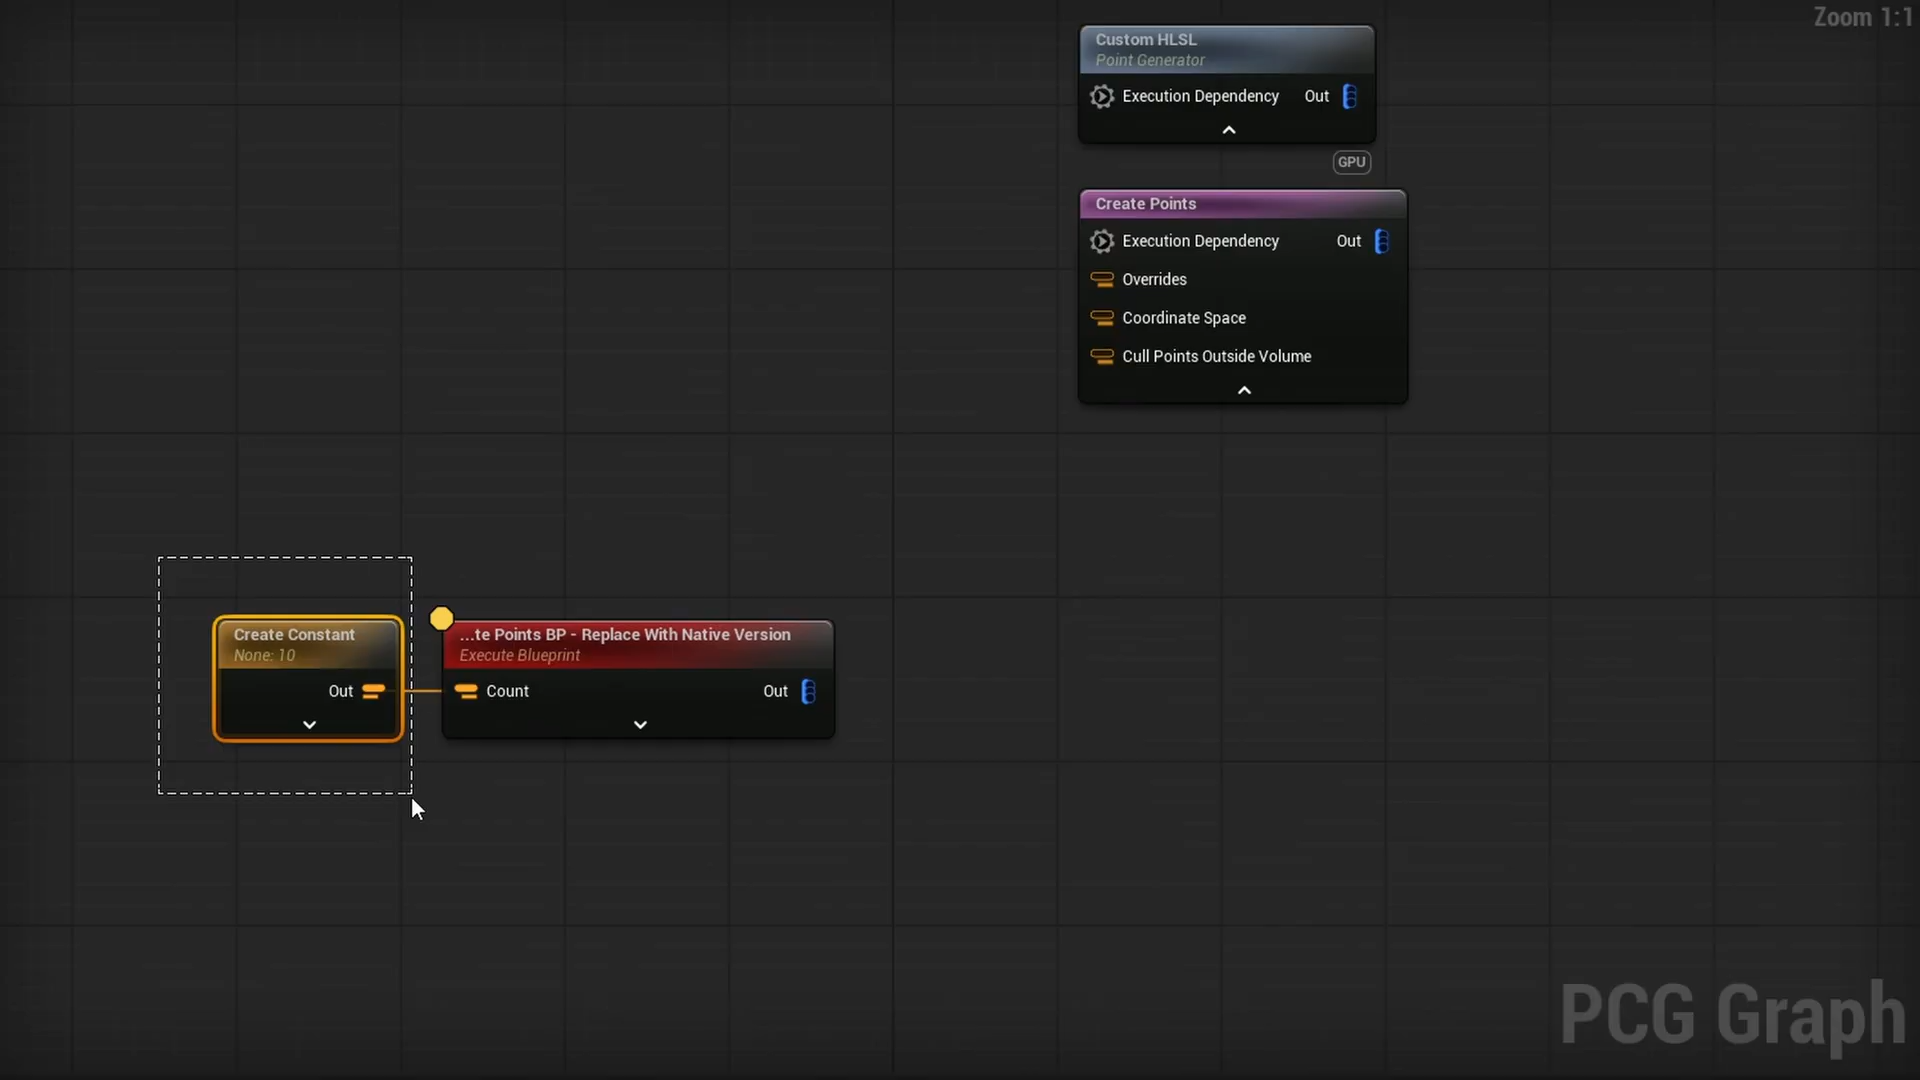 Zoom 1:1
Custom HLSL
Point Generator
Execution Dependency Out
GPU
Create Points
Execution Dependency Out
Overrides
Coordinate Space
Cull Points Outside Volume
Create Constant
None: 10
Out
...te Points BP - Replace With Native Version
Execute Blueprint
Count Out
PCG Graph